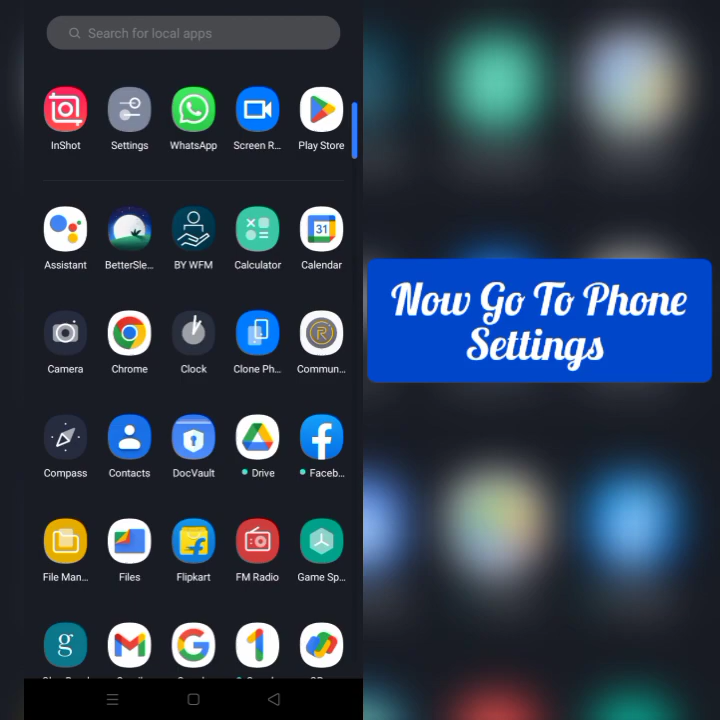 Search for local apps
InShot Settings WhatsApp Screen R... Play Store
Assistant BetterSle... BY WFM Calculator Calendar
31
Camera Chrome Clock Clone Ph... Commun...
Compass Contacts DocVault Drive Faceb...
File Man... Files Flipkart FM Radio Game Sp...
Now Go To Phone
Settings